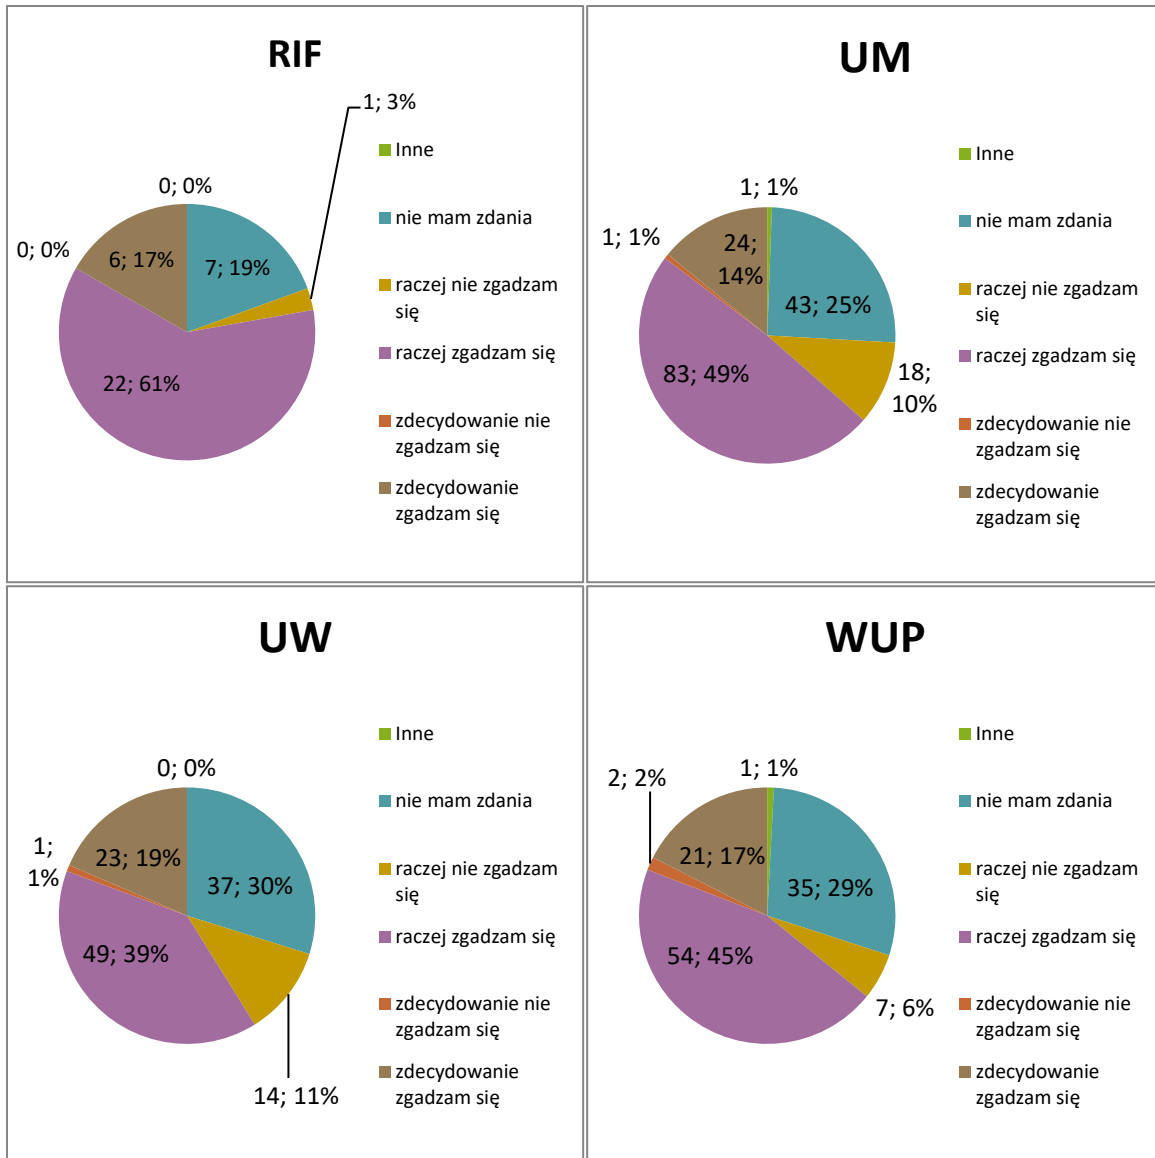 RIF
1; 3%
Inne
0; 0%
nie mam zdania
0; 0%
6; 17%
7; 19%
raczej nie zgadzam
się
raczej zgadzam się
22; 61%
zdecydowanie nie
zgadzam się
zdecydowanie
zgadzam się
UM
Inne
1; 1%
nie mam zdania
1; 1%
24;
14%
43; 25%
raczej nie zgadzam
się
raczej zgadzam się
83; 49%
18;
10%
zdecydowanie nie
zgadzam się
zdecydowanie
zgadzam się
UW
Inne
0; 0%
nie mam zdania
1;
1%
23; 19%
37; 30%
raczej nie zgadzam
się
raczej zgadzam się
49; 39%
zdecydowanie nie
zgadzam się
zdecydowanie
zgadzam się
14; 11%
WUP
Inne
2; 2%
1; 1%
nie mam zdania
21; 17%
35; 29%
raczej nie zgadzam
się
raczej zgadzam się
54; 45%
7; 6%
zdecydowanie nie
zgadzam się
zdecydowanie
zgadzam się